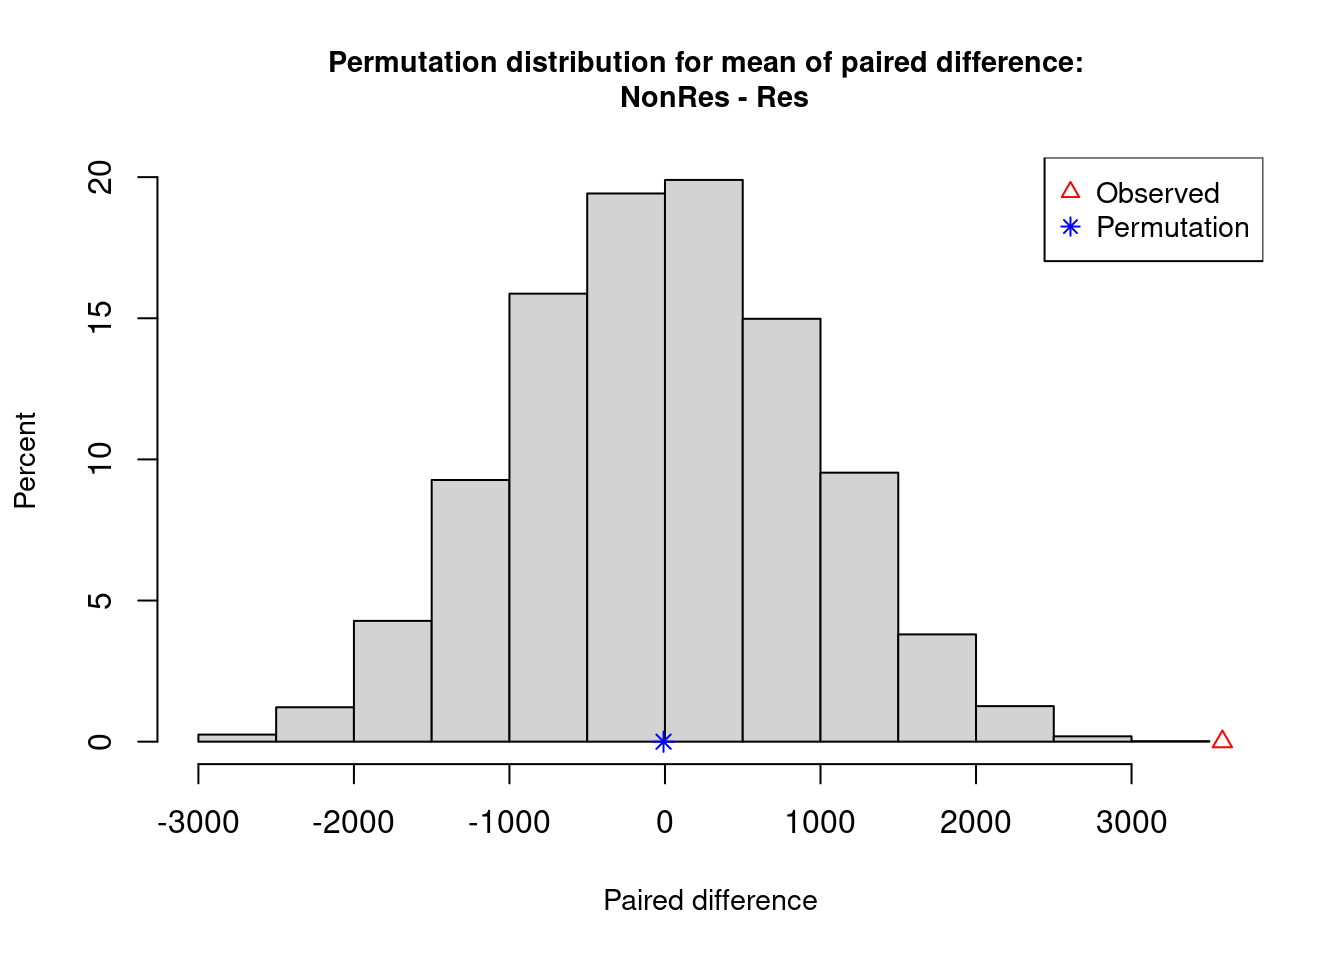 Permutation distribution for mean of paired difference:
NonRes - Res
Observed
Permutation
Percent
20
15
10
5
0
-3000 -2000 -1000 0 1000 2000 3000
Paired difference